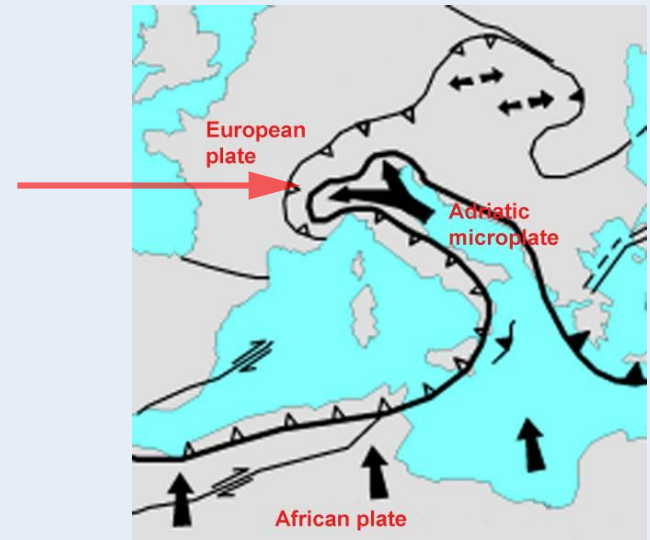 European
plate
Adriatic
microplate
African plate